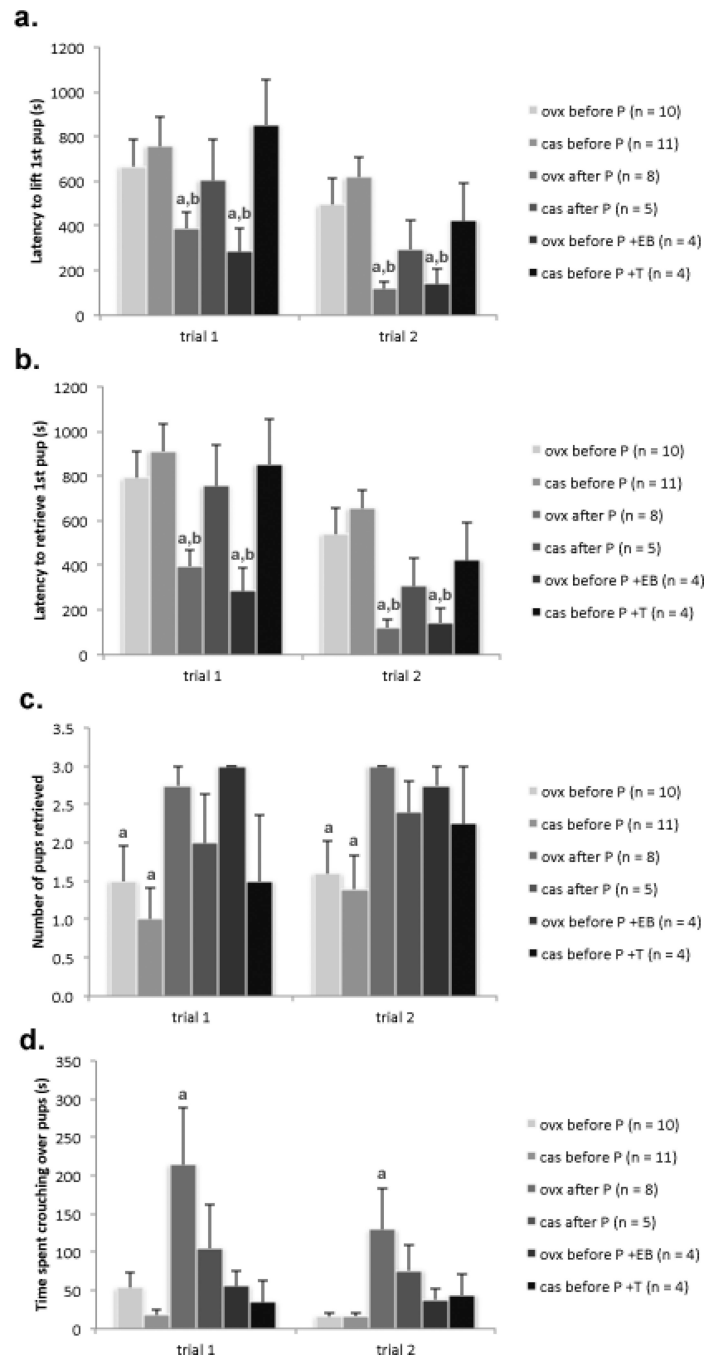 a.
Latency to lift 1st pup (s)
1200
1000
800
600
400
200
0
a,b
a,b
a,b
a,b
trial 1
trial 2
ovx before P (n = 10)
cas before P (n = 11)
ovx after P (n = 8)
cas after P (n = 5)
ovx before P +EB (n = 4)
cas before P +T (n = 4)
b.
Latency to retrieve 1st pup (s)
1200
1000
800
600
400
200
0
a,b
a,b
a,b
a,b
trial 1
trial 2
ovx before P (n = 10)
cas before P (n = 11)
ovx after P (n = 8)
cas after P (n = 5)
ovx before P +EB (n = 4)
cas before P +T (n = 4)
c.
Number of pups retrieved
3.5
3.0
2.5
2.0
1.5
1.0
0.5
0.0
a
a
a
a
trial 1
trial 2
ovx before P (n = 10)
cas before P (n = 11)
ovx after P (n = 8)
cas after P (n = 5)
ovx before P +EB (n = 4)
cas before P +T (n = 4)
d.
Time spent crouching over pups (s)
350
300
250
200
150
100
50
0
a
a
trial 1
trial 2
ovx before P (n = 10)
cas before P (n = 11)
ovx after P (n = 8)
cas after P (n = 5)
ovx before P +EB (n = 4)
cas before P +T (n = 4)